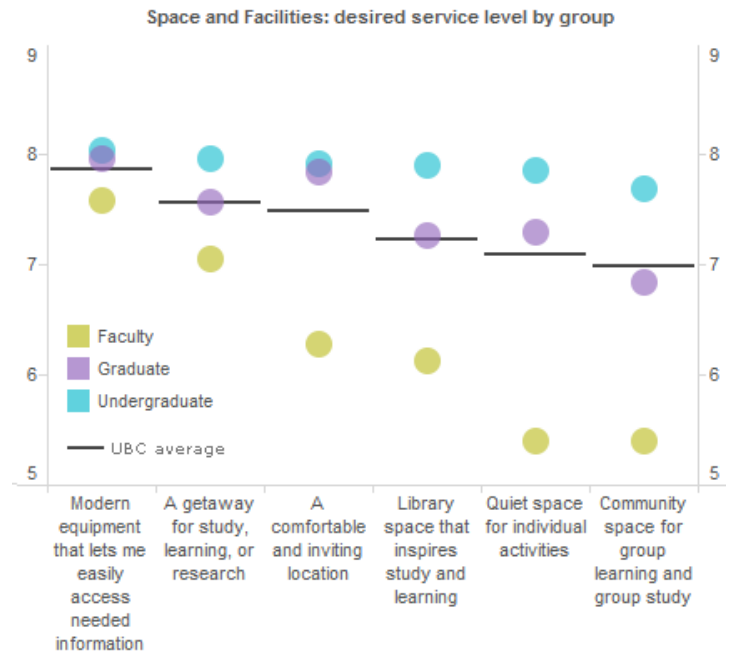 Space and Facilities: desired service level by group
9
9
8
8
7
7
6
6
5
5
Faculty
Graduate
Undergraduate
UBC average
Modern
equipment
that lets me
easily
access
needed
information
A getaway
for study,
learning, or
research
A
comfortable
and inviting
location
Library
space that
inspires
study and
learning
Quiet space
for individual
activities
Community
space for
group
learning and
group study